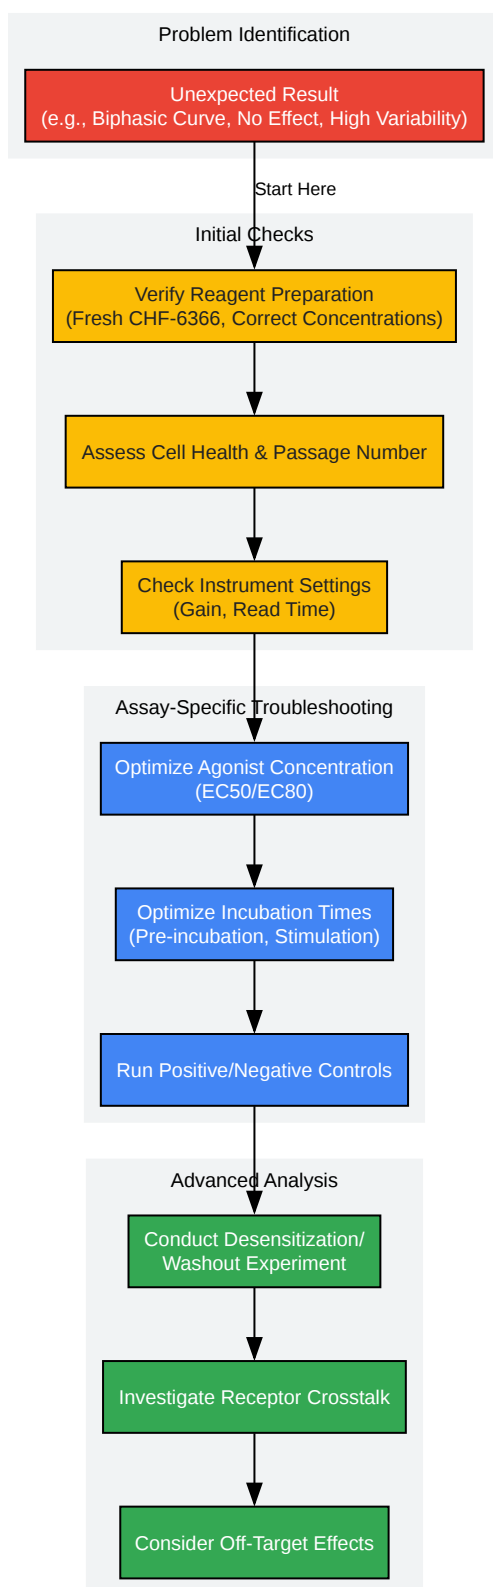 Problem Identification
Unexpected Result
(e.g., Biphasic Curve, No Effect, High Variability)
Start Here
Initial Checks
Verify Reagent Preparation
(Fresh CHF-6366, Correct Concentrations)
Assess Cell Health & Passage Number
Check Instrument Settings
(Gain, Read Time)
Assay-Specific Troubleshooting
Optimize Agonist Concentration
(EC50/EC80)
Optimize Incubation Times
(Pre-incubation, Stimulation)
Run Positive/Negative Controls
Advanced Analysis
Conduct Desensitization/
Washout Experiment
Investigate Receptor Crosstalk
Consider Off-Target Effects